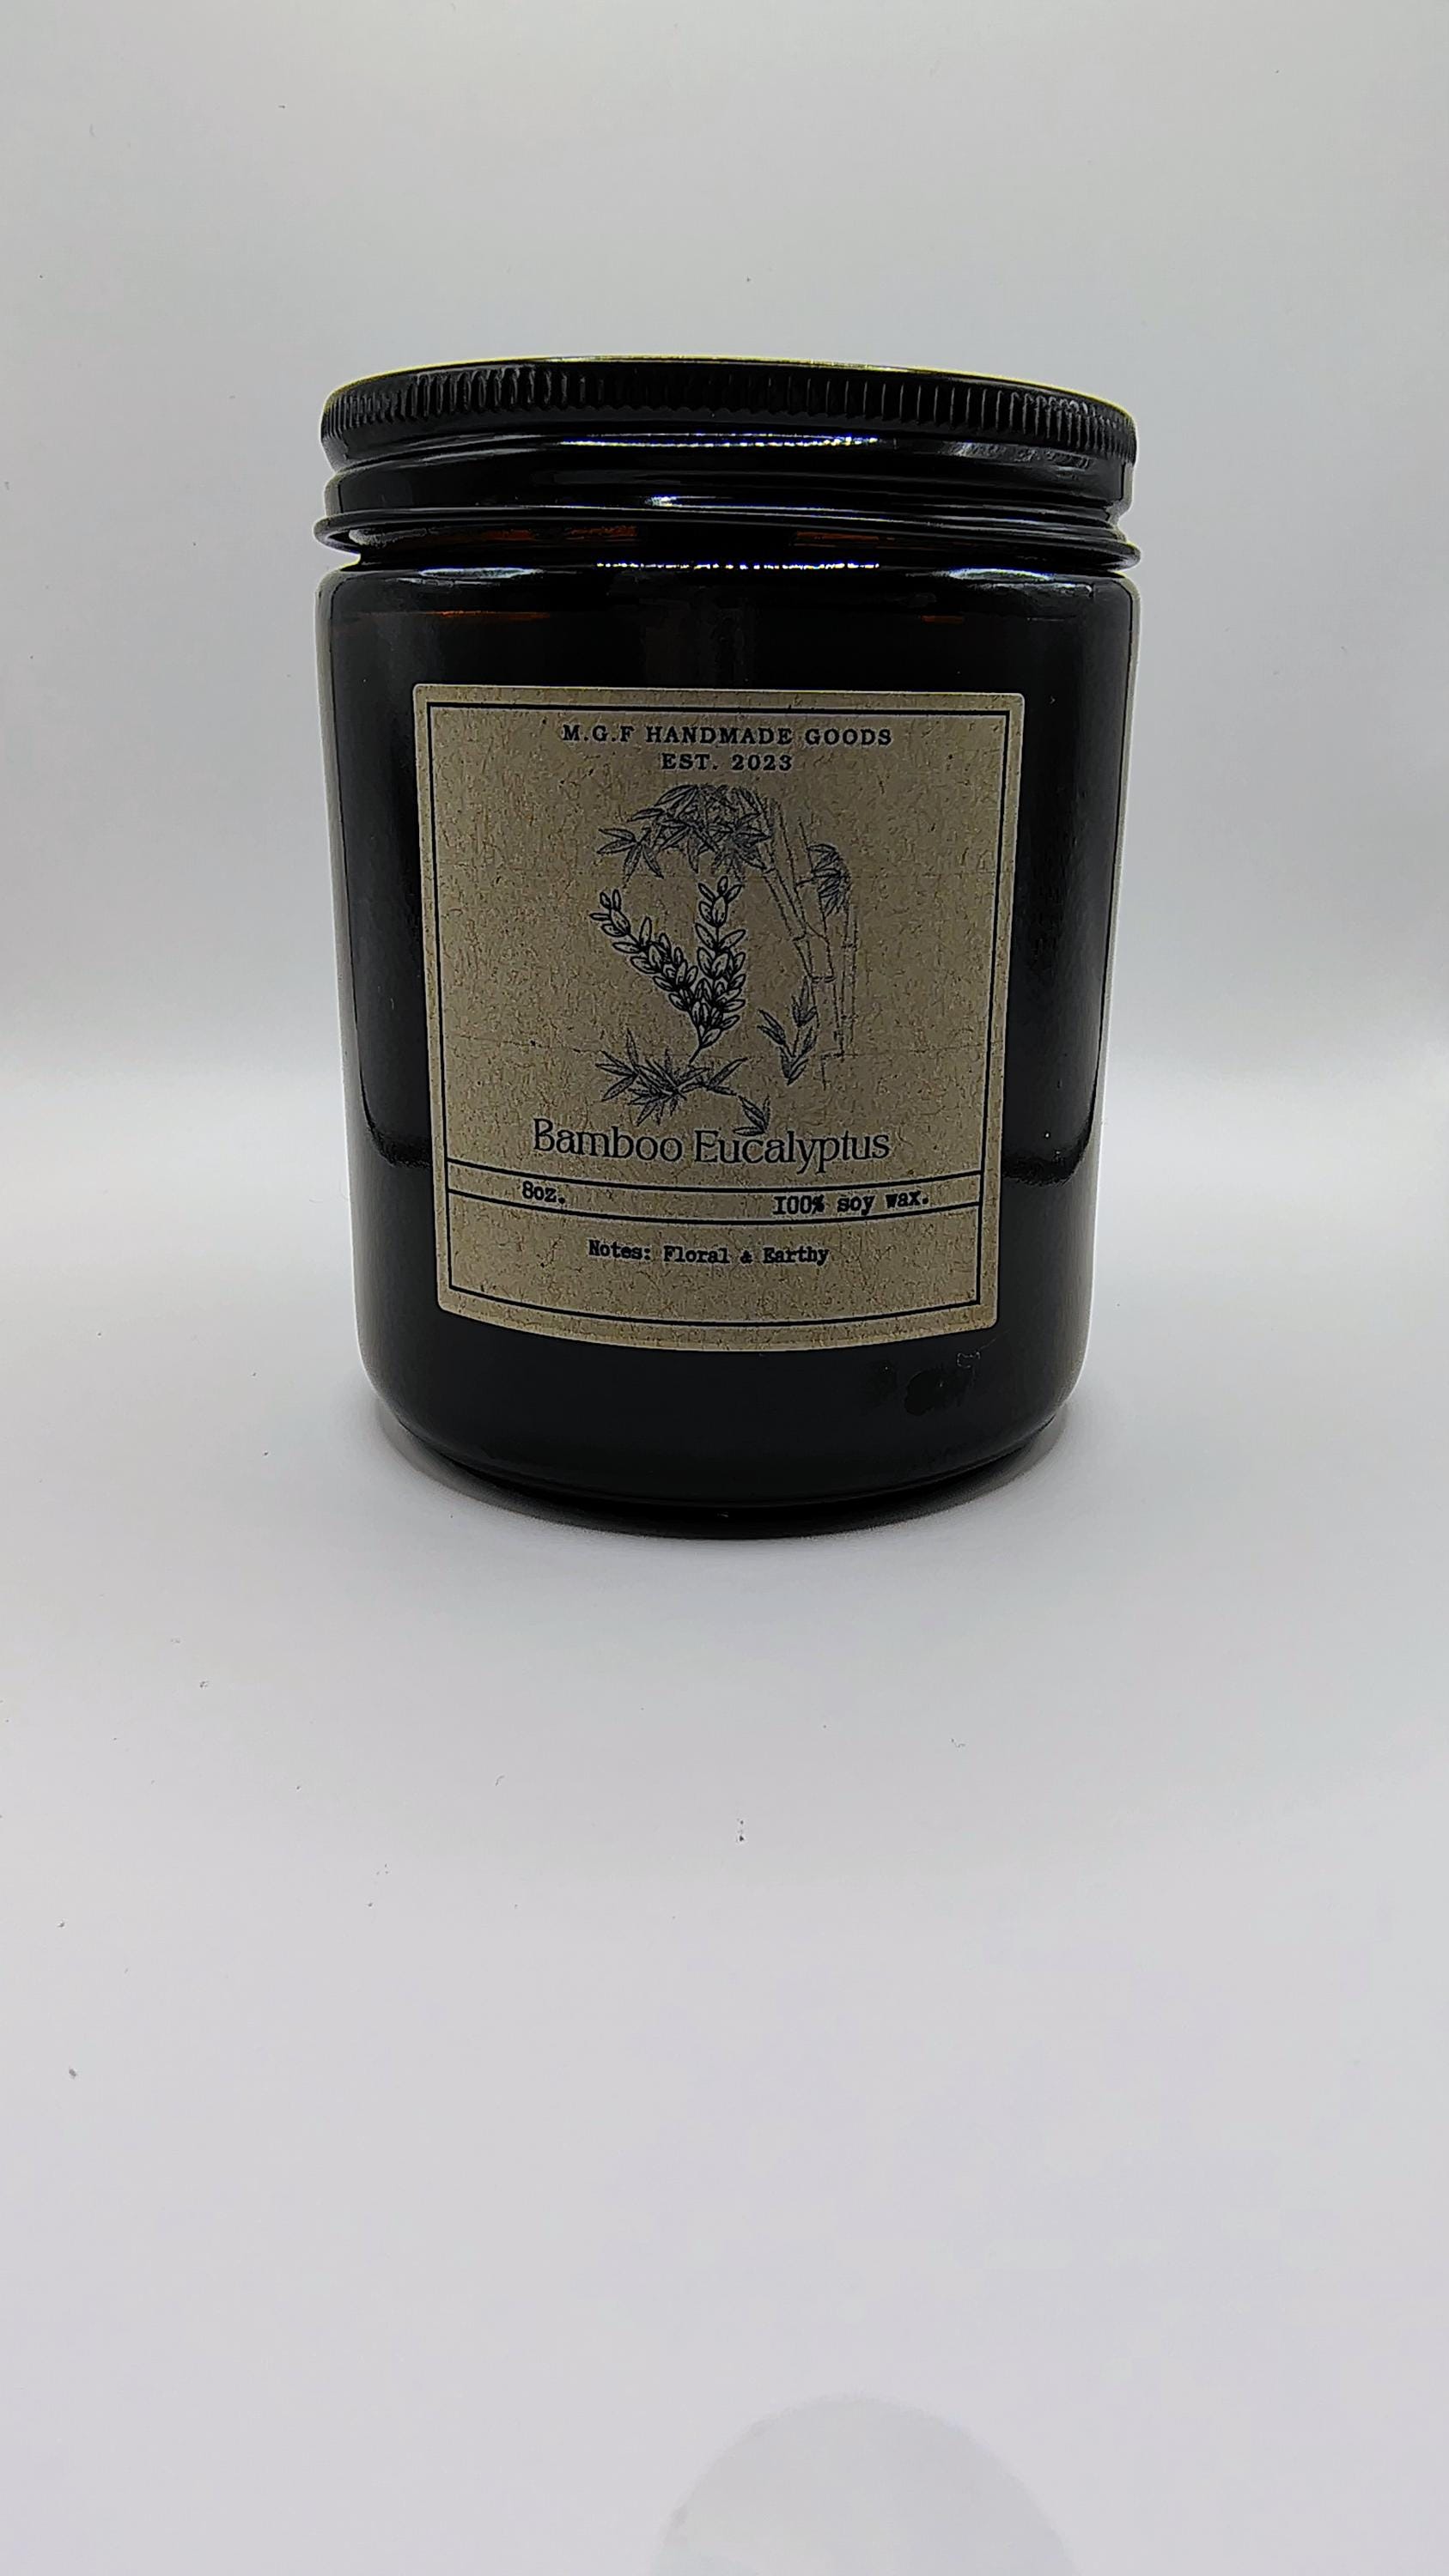 M.G.F HANDMADE GOODS
EST. 2023
Bamboo Eucalyptus
8oz. 100% soy wax.
Notes: Floral & Earthy